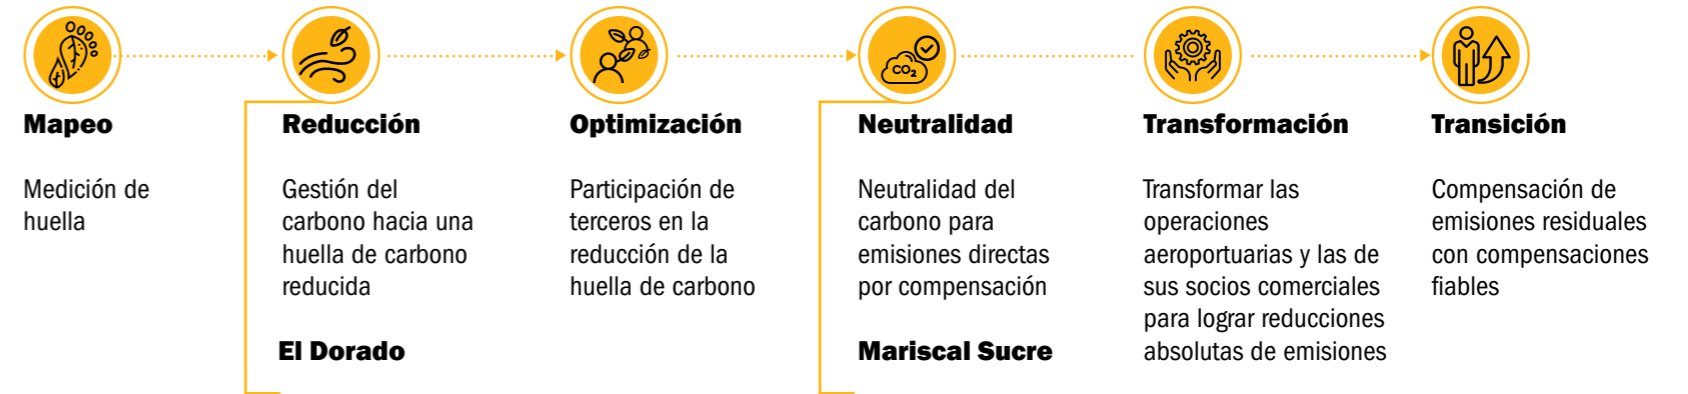 CO₂
Mapeo
Medición de
huella
Reducción
Gestión del
carbono hacia una
huella de carbono
reducida
El Dorado
Optimización
Participación de
terceros en la
reducción de la
huella de carbono
Neutralidad
Neutralidad del
carbono para
emisiones directas
por compensación
Mariscal Sucre
Transformación
Transformar las
operaciones
aeroportuarias y las de
sus socios comerciales
para lograr reducciones
absolutas de emisiones
Transición
Compensación de
emisiones residuales
con compensaciones
fiables